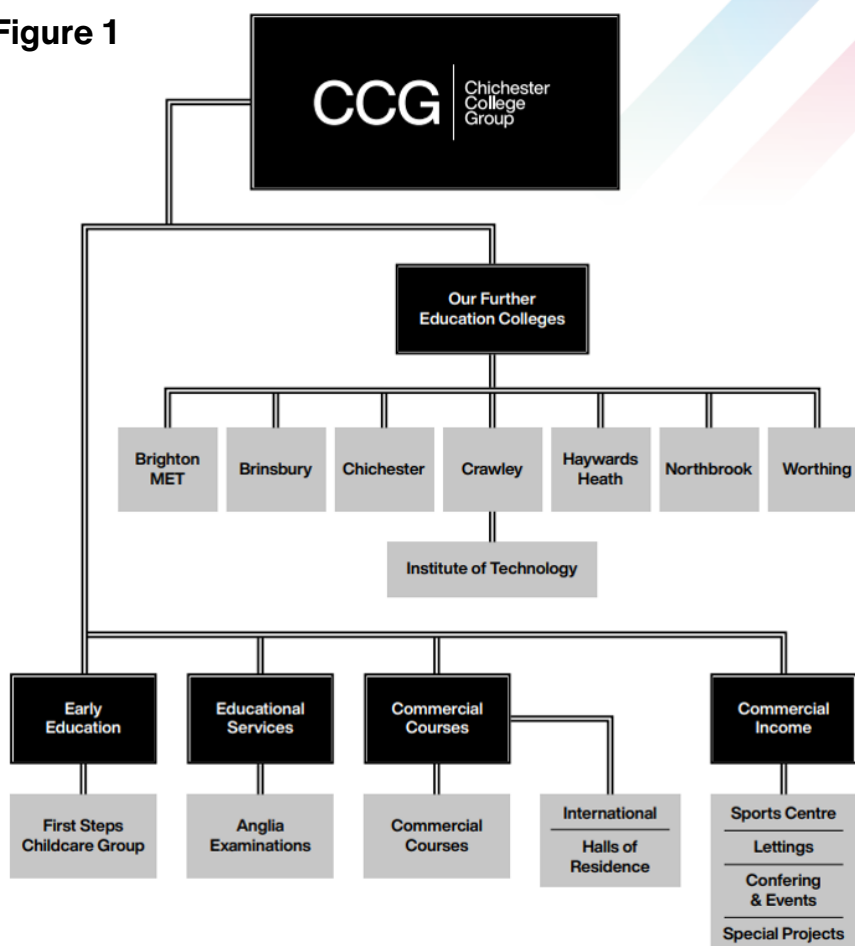 Figure 1
CCG
Chichester
College
Group
Our Further
Education Colleges
Brighton
MET
Brinsbury
Chichester
Crawley
Haywards
Heath
Northbrook
Worthing
Institute of Technology
Early
Education
Educational
Services
Commercial
Courses
Commercial
Income
First Steps
Childcare Group
Anglia
Examinations
Commercial
Courses
International
Halls of
Residence
Sports Centre
Lettings
Confering
& Events
Special Projects